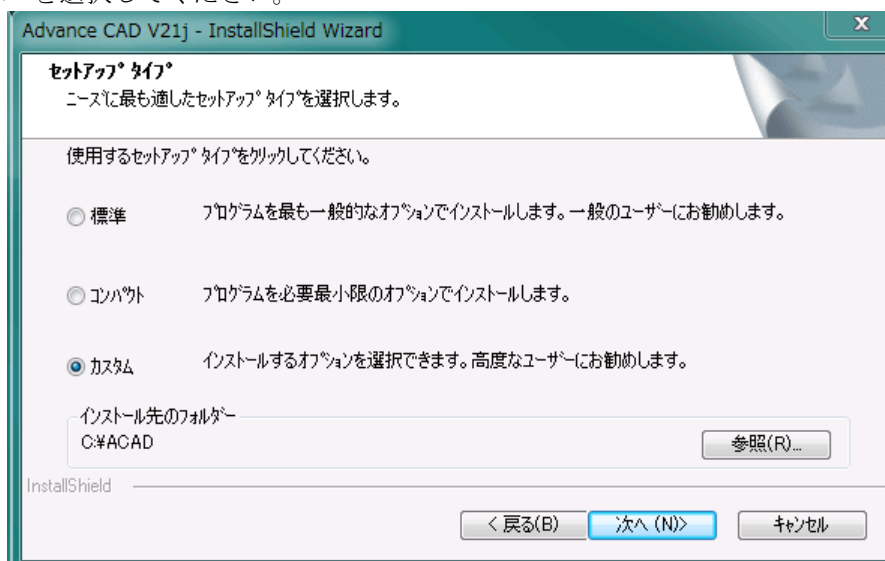 を選択してください。
Advance CAD V21j - InstallShield Wizard
セットアップ タイプ
ニーズに最も適したセットアップ タイプを選択します。
使用するセットアップ タイプをクリックしてください。
標準 プログラムを最も一般的なオプションでインストールします。一般のユーザーにお勧めします。
コンパクト プログラムを必要最小限のオプションでインストールします。
カスタム インストールするオプションを選択できます。高度なユーザーにお勧めします。
インストール先のフォルダー
C:¥ACAD
参照(R)...
InstallShield
< 戻る(B) 次へ (N)> キャンセル